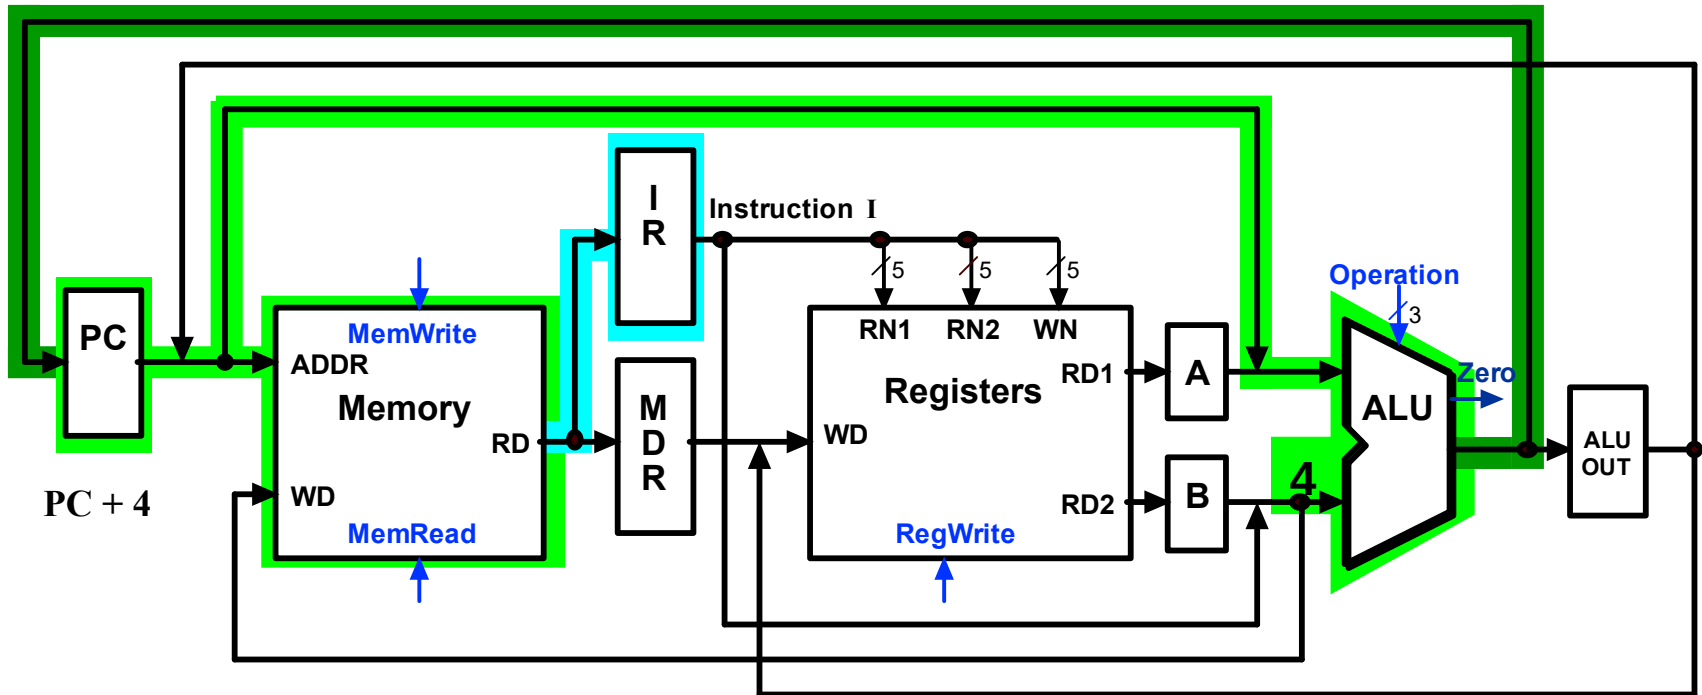 I
R
Instruction I
5
5
5
Operation
3
PC
MemWrite
RN1 RN2 WN
ADDR
Memory
RD1
A
Zero
Registers
ALU
M
D
R
RD
WD
ALU
OUT
4
WD
RD2
B
PC + 4
MemRead
RegWrite